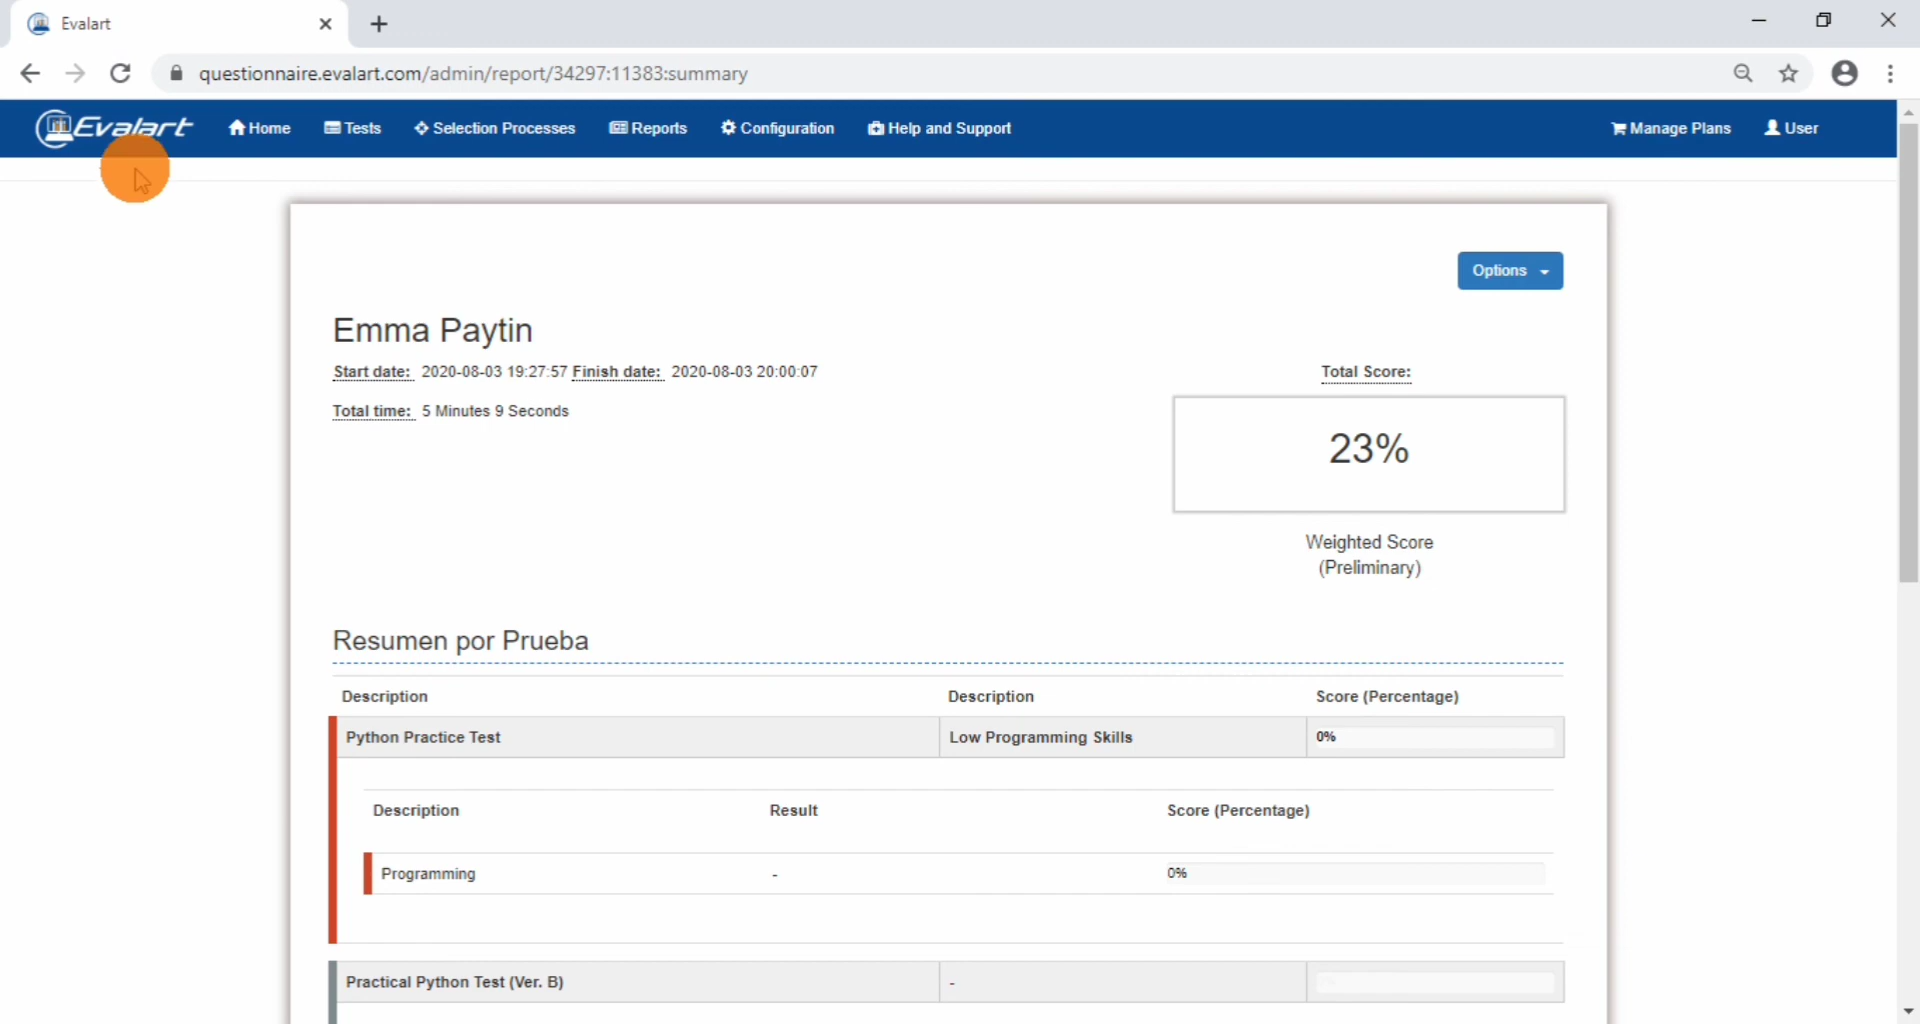 Evalart
questionnaire.evalart.com/admin/report/34297:11383:summary
Evalart Home Tests Selection Processes Reports Configuration Help and Support Manage Plans User
Options
Emma Paytin
Start date: 2020-08-03 19:27:57 Finish date: 2020-08-03 20:00:07
Total Score:
Total time: 5 Minutes 9 Seconds
23%
Weighted Score
(Preliminary)
Resumen por Prueba
Description Description Score (Percentage)
Python Practice Test Low Programming Skills 0%
Description Result Score (Percentage)
Programming - 0%
Practical Python Test (Ver. B) -